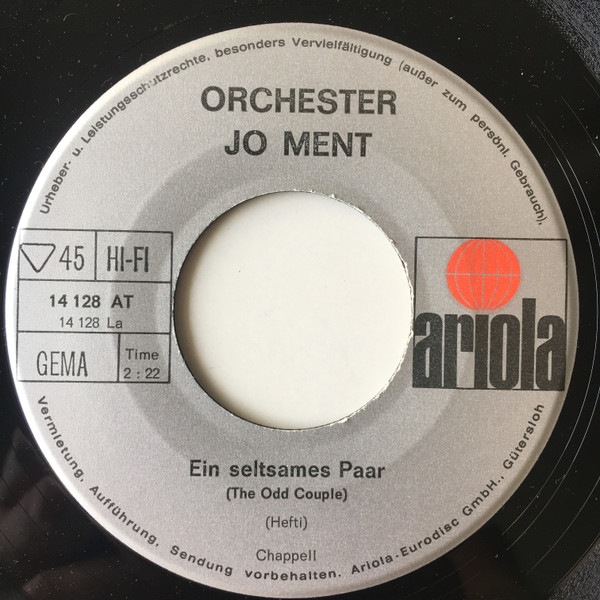 Urheber- u. Leistungsschutzrechte, besonders Vervielfältigung (außer zum persönl. Gebrauch),
ORCHESTER
JO MENT
45 HI-FI
14 128 AT
14 128 La
GEMA
Time
2 : 22
ariola
Ein seltsames Paar
(The Odd Couple)
(Hefti)
Chappell
Vermietung, Aufführung, Sendung vorbehalten. Ariola-Eurodisc GmbH., Gütersloh